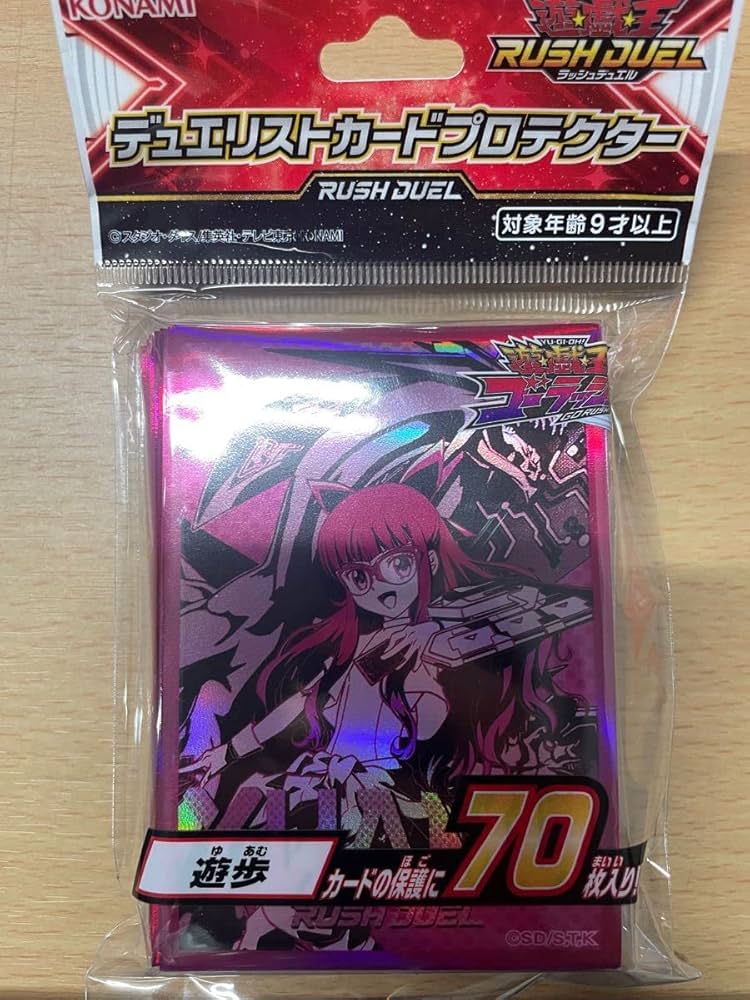 KONAMI
遊戯王
RUSH DUEL
ラッシュデュエル
デュエリストカードプロテクター
RUSH DUEL
対象年齢9才以上
©スタジオ・ダイス/集英社・テレビ東京・KONAMI
YU-GI-OH!
遊戯王
ゴーラッシ
GO RUSH
ゆ あむ
遊歩
カードの保護に
ほご
70
まいい
枚入り!
RUSH DUEL
©SD/S.T.K